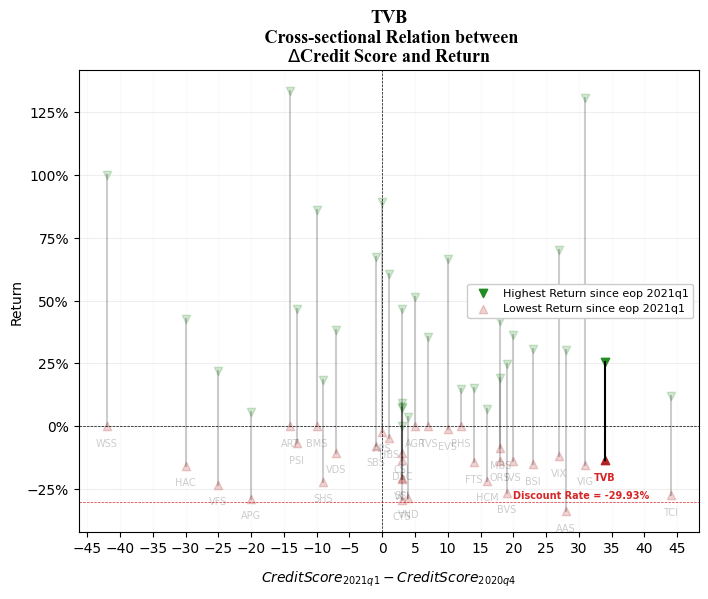 TVB
Cross-sectional Relation between
ΔCredit Score and Return
125%
100%
75%
50%
25%
0%
−25%
Return
Highest Return since eop 2021q1
Lowest Return since eop 2021q1
WSS
HAC
VFS
APG
PSI
BMS
SHS
VDS
SBS
AGR
TVS
EVS
PHS
FTS
HCM
ORS
IVS
BVS
BSI
VIX
AAS
VIG
TVB
TCI
VND
Discount Rate = -29.93%
−45 −40 −35 −30 −25 −20 −15 −10 −5 0 5 10 15 20 25 30 35 40 45
CreditScore2021q1 − CreditScore2020q4